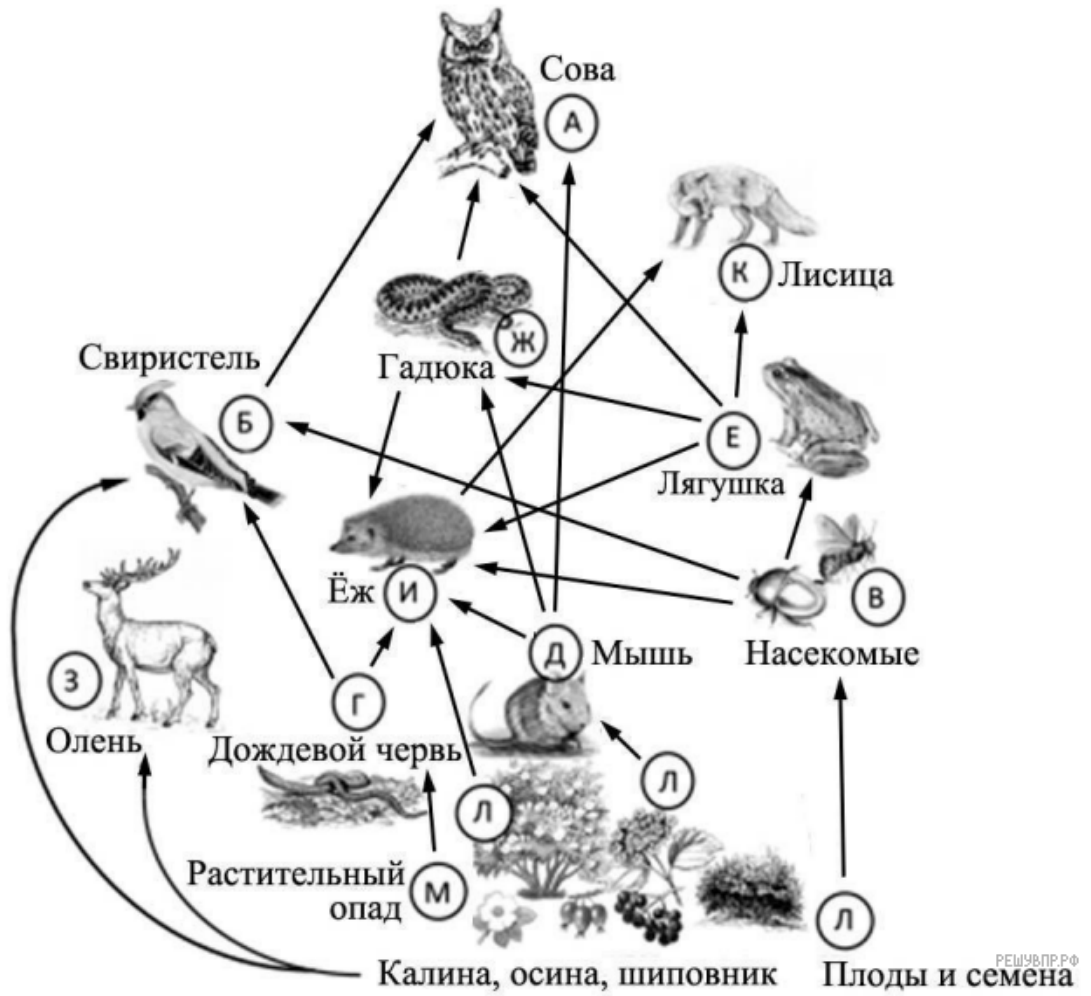 Сова
А
К Лисица
Ж
Гадюка
Свиристель
Б
Е
Лягушка
В
Насекомые
Ёж И
Д Мышь
З
Олень
Г
Дождевой червь
Л
Л
Растительный
опад
М
Л
Калина, осина, шиповник
Плоды и семена
РЕШУВПР.РФ